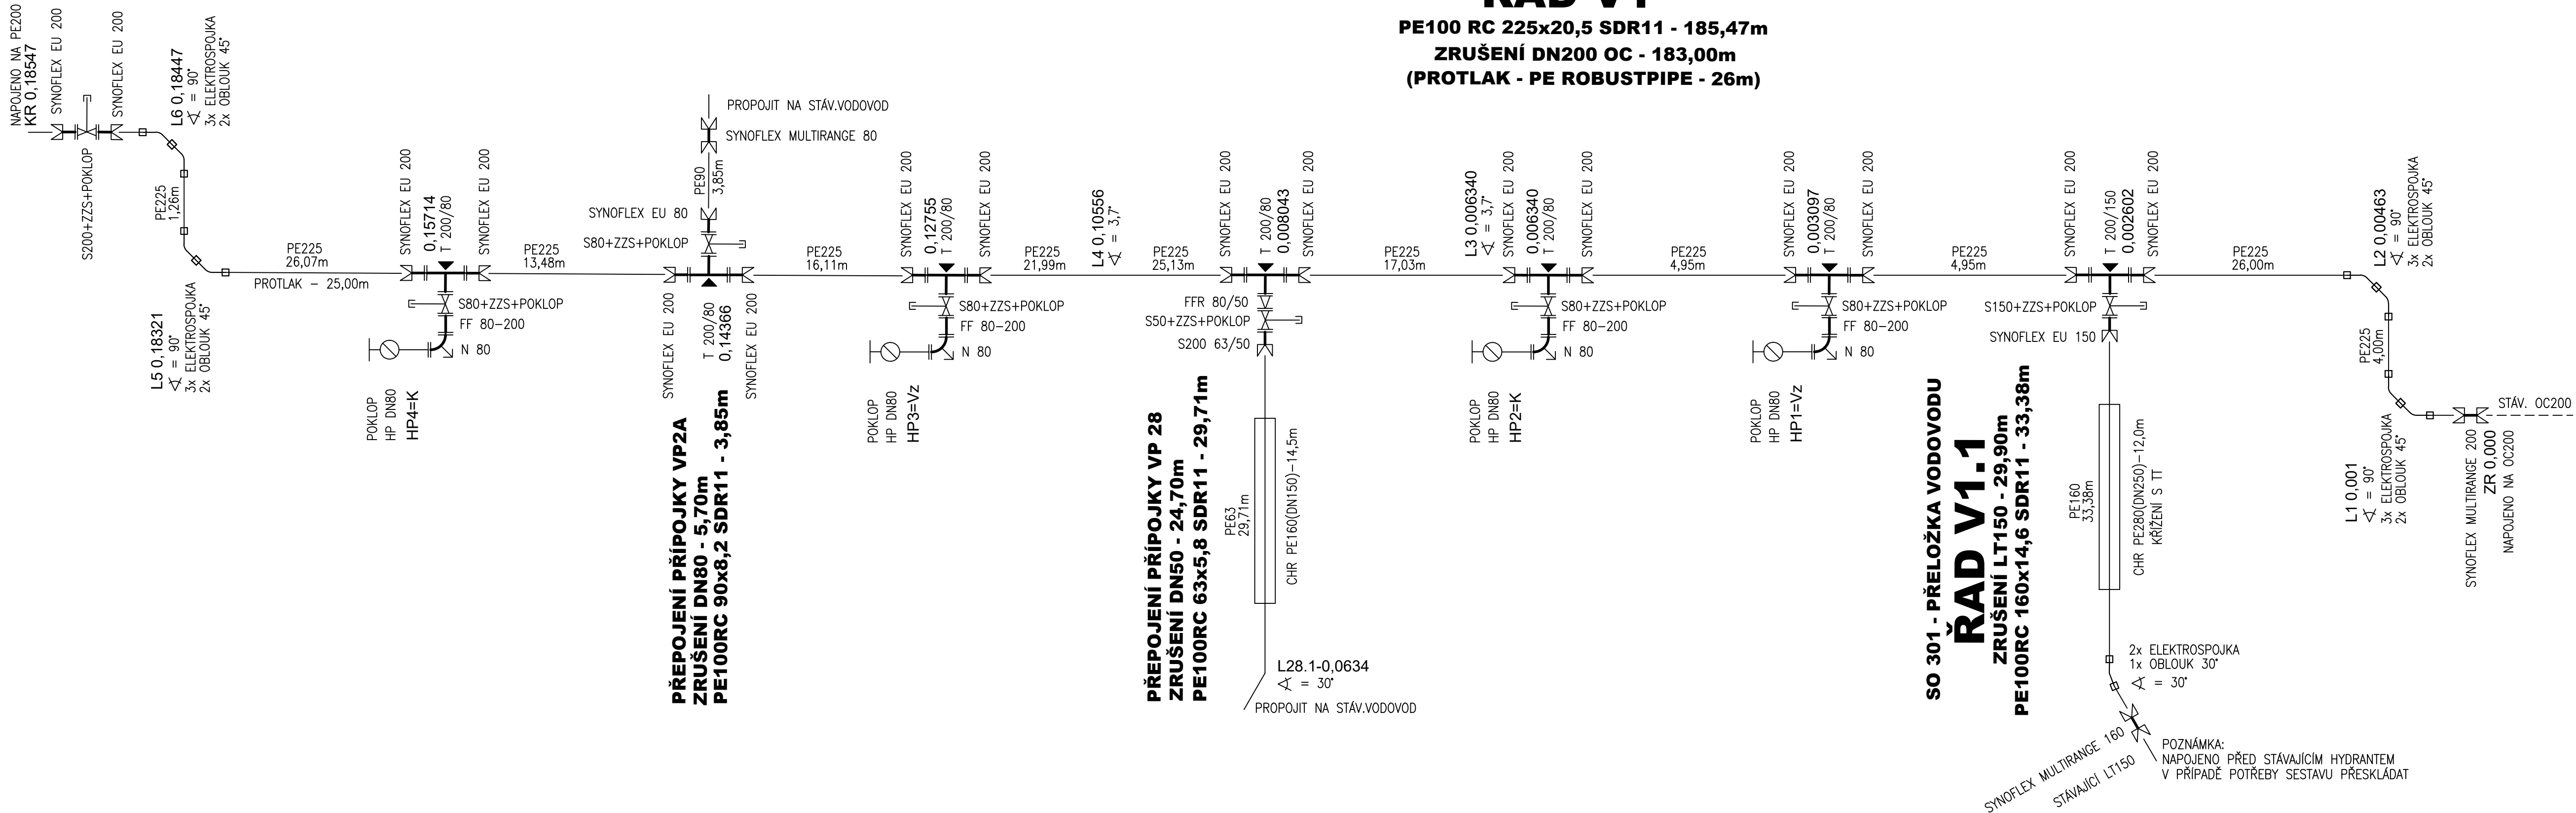 ŘAD V1
PE100 RC 225x20,5 SDR11 - 185,47m
ZRUŠENÍ DN200 OC - 183,00m
(PROTLAK - PE ROBUSTPIPE - 26m)
NAPOJENO NA PE200
KR 0,18547
SYNOFLEX EU 200
S200+ZZS+POKLOP
SYNOFLEX EU 200
L6 0,18447
∢ = 90°
3x ELEKTROSPOJKA
2x OBLOUK 45°
PE225
1,26m
L5 0,18321
∢ = 90°
3x ELEKTROSPOJKA
2x OBLOUK 45°
PE225
26,07m
PROTLAK - 25,00m
SYNOFLEX EU 200
0,15714
T 200/80
SYNOFLEX EU 200
S80+ZZS+POKLOP
FF 80-200
N 80
POKLOP
HP DN80
HP4=K
PE225
13,48m
PROPOJIT NA STÁV.VODOVOD
SYNOFLEX MULTIRANGE 80
PE90
3,85m
SYNOFLEX EU 80
S80+ZZS+POKLOP
SYNOFLEX EU 200
T 200/80
0,14366
SYNOFLEX EU 200
PŘEPOJENÍ PŘÍPOJKY VP2A
ZRUŠENÍ DN80 - 5,70m
PE100RC 90x8,2 SDR11 - 3,85m
PE225
16,11m
SYNOFLEX EU 200
0,12755
T 200/80
SYNOFLEX EU 200
S80+ZZS+POKLOP
FF 80-200
N 80
POKLOP
HP DN80
HP3=Vz
PE225
21,99m
L4 0,10556
∢ = 3,7°
PE225
25,13m
SYNOFLEX EU 200
T 200/80
0,008043
SYNOFLEX EU 200
FFR 80/50
S50+ZZS+POKLOP
S200 63/50
PŘEPOJENÍ PŘÍPOJKY VP 28
ZRUŠENÍ DN50 - 24,70m
PE100RC 63x5,8 SDR11 - 29,71m
PE63
29,71m
CHR PE160(DN150)-14,5m
L28.1-0,0634
∢ = 30°
PROPOJIT NA STÁV.VODOVOD
PE225
17,03m
L3 0,006340
∢ = 3,7°
SYNOFLEX EU 200
0,006340
T 200/80
SYNOFLEX EU 200
S80+ZZS+POKLOP
FF 80-200
N 80
POKLOP
HP DN80
HP2=K
PE225
4,95m
SYNOFLEX EU 200
0,003097
T 200/80
SYNOFLEX EU 200
S80+ZZS+POKLOP
FF 80-200
N 80
POKLOP
HP DN80
HP1=Vz
PE225
4,95m
SYNOFLEX EU 200
T 200/150
0,002602
SYNOFLEX EU 200
S150+ZZS+POKLOP
SYNOFLEX EU 150
SO 301 - PŘELOŽKA VODOVODU
ŘAD V1.1
ZRUŠENÍ LT150 - 29,90m
PE100RC 160x14,6 SDR11 - 33,38m
PE160
33,38m
CHR PE280(DN250)-12,0m
KŘÍŽENÍ S TT
2x ELEKTROSPOJKA
1x OBLOUK 30°
∢ = 30°
SYNOFLEX MULTIRANGE 160
STÁVAJÍCÍ LT150
POZNÁMKA:
NAPOJENO PŘED STÁVAJÍCÍM HYDRANTEM
V PŘÍPADĚ POTŘEBY SESTAVU PŘESKLÁDAT
PE225
26,00m
L2 0,00463
∢ = 90°
3x ELEKTROSPOJKA
2x OBLOUK 45°
PE225
4,00m
L1 0,001
∢ = 90°
3x ELEKTROSPOJKA
2x OBLOUK 45°
STÁV. OC200
SYNOFLEX MULTIRANGE 200
ZR 0,000
NAPOJENO NA OC200